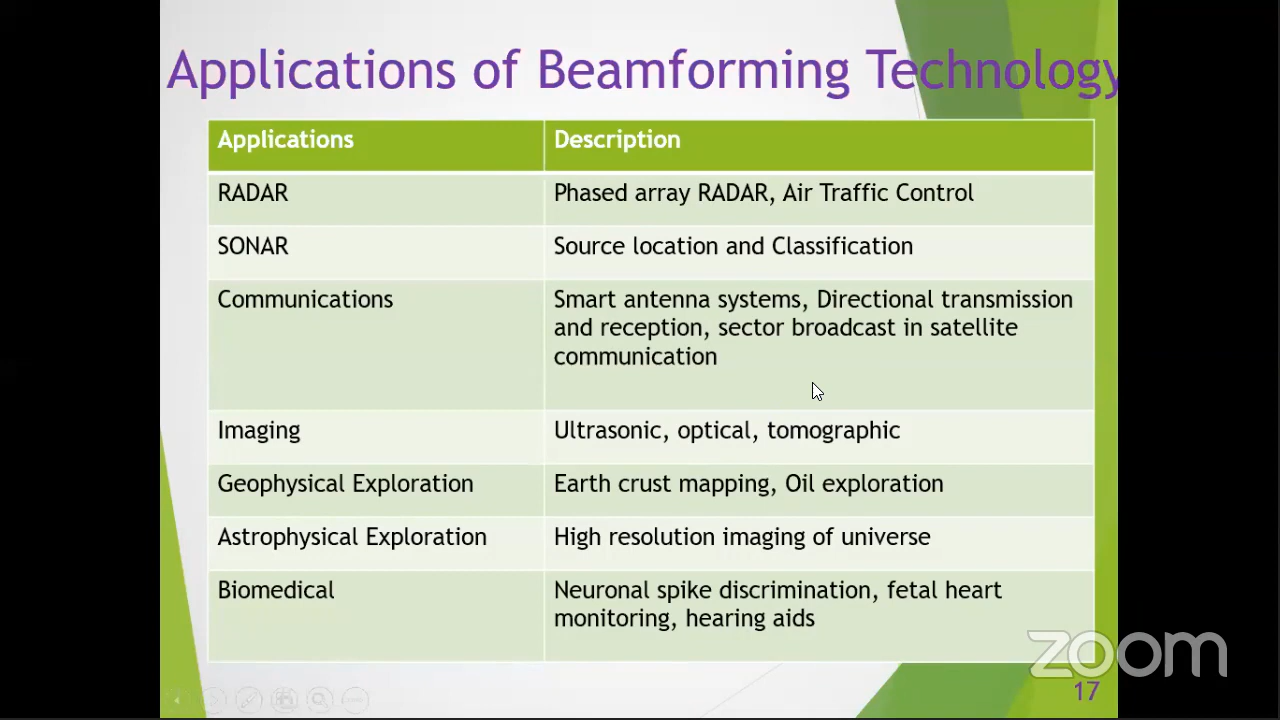 Applications of Beamforming Technology
Applications Description
RADAR Phased array RADAR, Air Traffic Control
SONAR Source location and Classification
Communications Smart antenna systems, Directional transmission
and reception, sector broadcast in satellite
communication
Imaging Ultrasonic, optical, tomographic
Geophysical Exploration Earth crust mapping, Oil exploration
Astrophysical Exploration High resolution imaging of universe
Biomedical Neuronal spike discrimination, fetal heart
monitoring, hearing aids
zoom
17